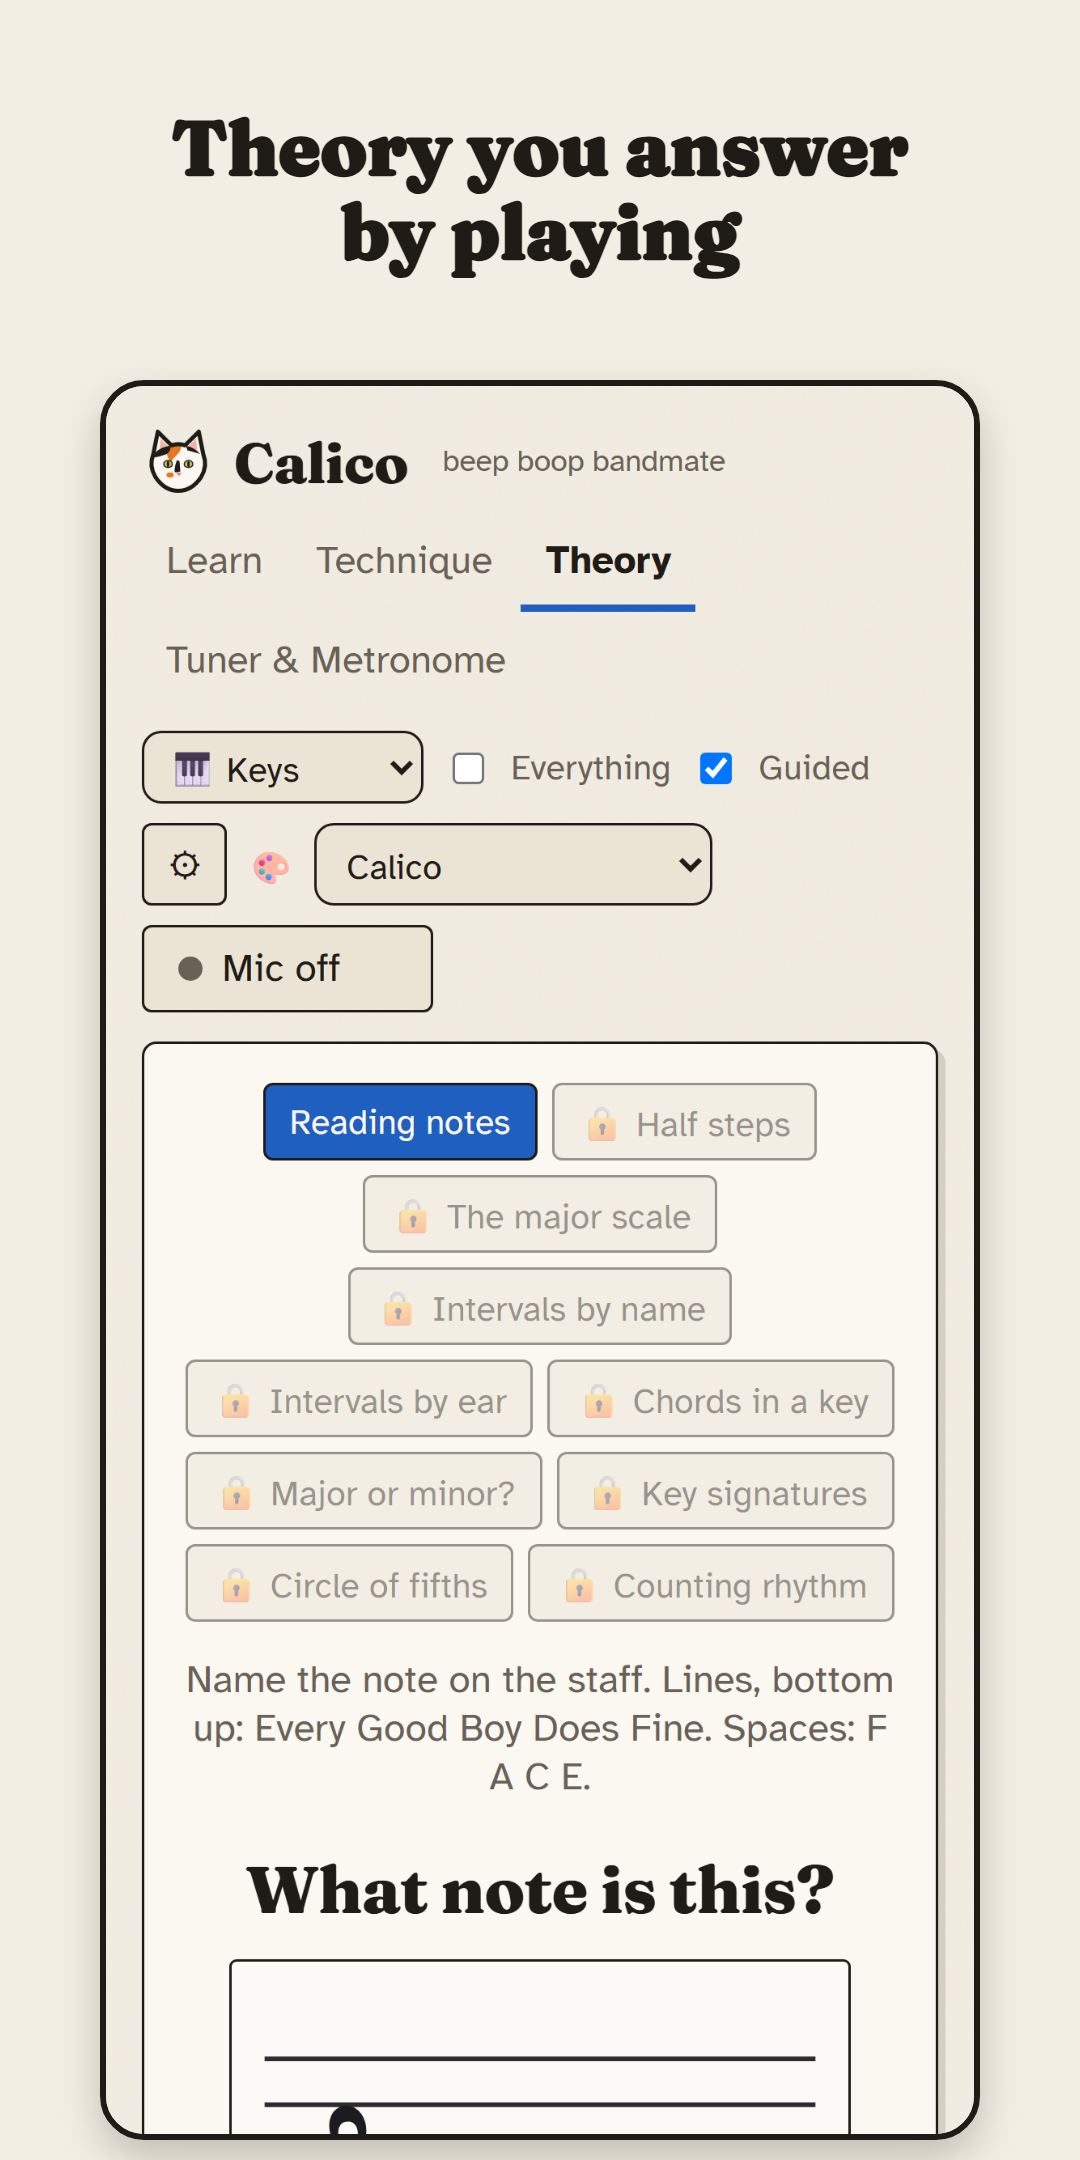 Theory you answer
by playing
Calico beep boop bandmate
Learn Technique Theory
Tuner & Metronome
Keys Everything Guided
Calico
Mic off
Reading notes Half steps
The major scale
Intervals by name
Intervals by ear Chords in a key
Major or minor? Key signatures
Circle of fifths Counting rhythm
Name the note on the staff. Lines, bottom
up: Every Good Boy Does Fine. Spaces: F
A C E.
What note is this?